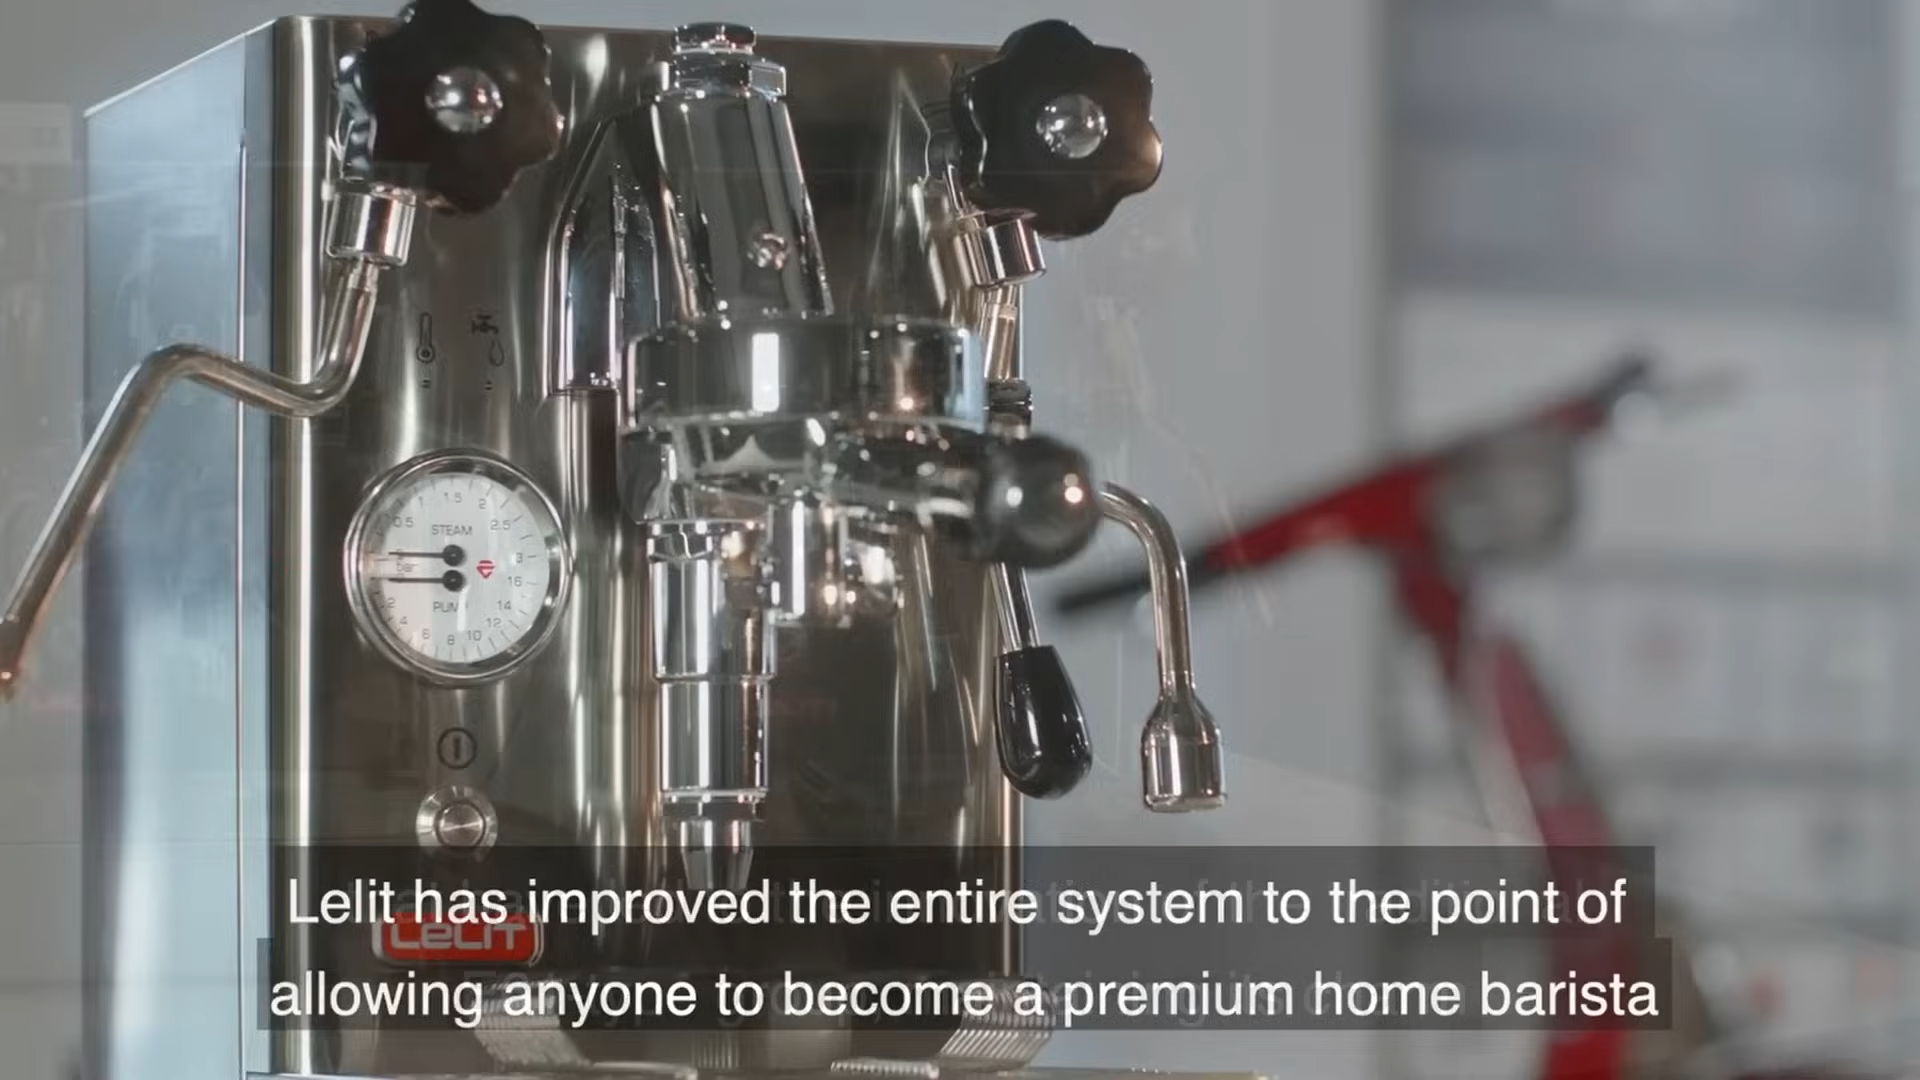 0.5 1 1.5 2 2.5 3
STEAM
bar
PUMP
2 4 6 8 10 12 14 16
LELIT
Lelit has improved the entire system to the point of
allowing anyone to become a premium home barista